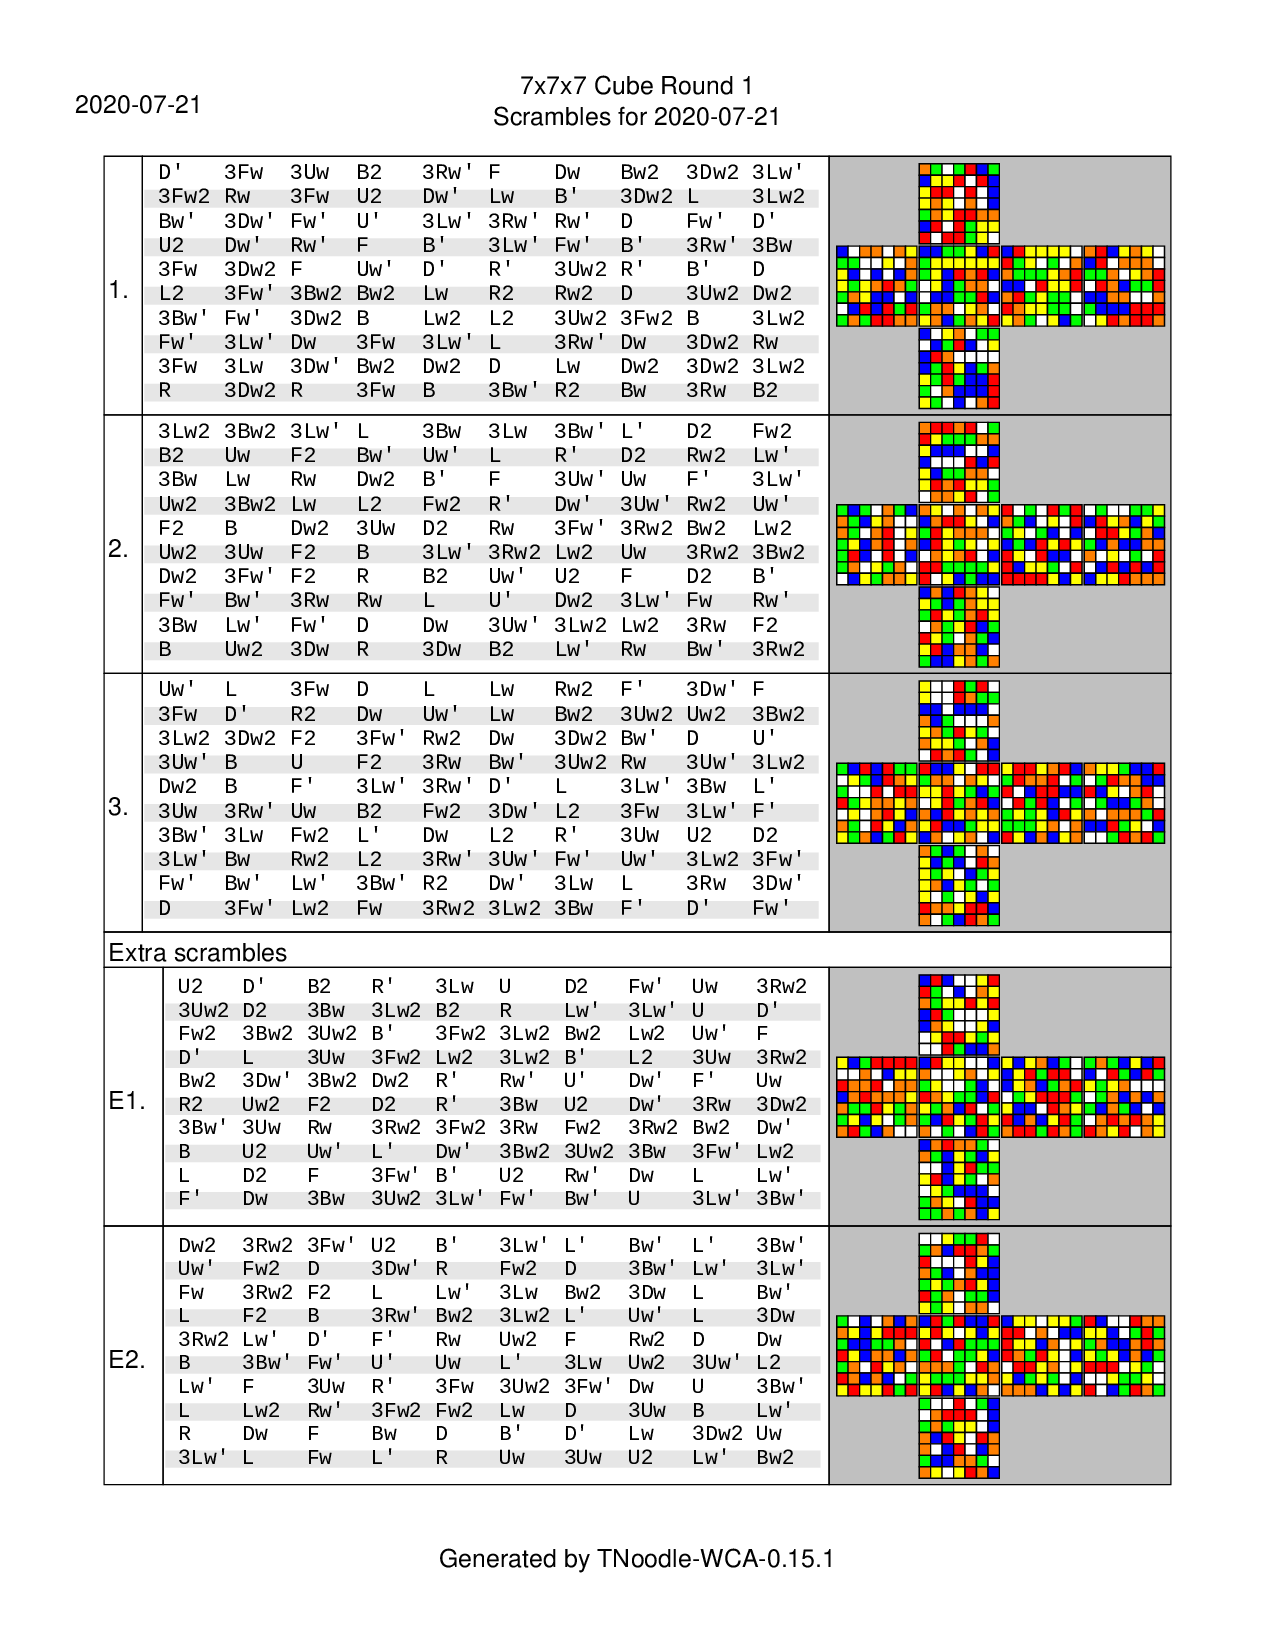 2020-07-21
7x7x7 Cube Round 1
Scrambles for 2020-07-21
1.
D' 3Fw 3Uw B2 3Rw' F Dw Bw2 3Dw2 3Lw'
3Fw2 Rw 3Fw U2 Dw' Lw B' 3Dw2 L 3Lw2
Bw' 3Dw' Fw' U' 3Lw' 3Rw' Rw' D Fw' D'
U2 Dw' Rw' F B' 3Lw' Fw' B' 3Rw' 3Bw
3Fw 3Dw2 F Uw' D' R' 3Uw2 R' B' D
L2 3Fw' 3Bw2 Bw2 Lw R2 Rw2 D 3Uw2 Dw2
3Bw' Fw' 3Dw2 B Lw2 L2 3Uw2 3Fw2 B 3Lw2
Fw' 3Lw' Dw 3Fw 3Lw' L 3Rw' Dw 3Dw2 Rw
3Fw 3Lw 3Dw' Bw2 Dw2 D Lw Dw2 3Dw2 3Lw2
R 3Dw2 R 3Fw B 3Bw' R2 Bw 3Rw B2
2.
3Lw2 3Bw2 3Lw' L 3Bw 3Lw 3Bw' L' D2 Fw2
B2 Uw F2 Bw' Uw' L R' D2 Rw2 Lw'
3Bw Lw Rw Dw2 B' F 3Uw' Uw F' 3Lw'
Uw2 3Bw2 Lw L2 Fw2 R' Dw' 3Uw' Rw2 Uw'
F2 B Dw2 3Uw D2 Rw 3Fw' 3Rw2 Bw2 Lw2
Uw2 3Uw F2 B 3Lw' 3Rw2 Lw2 Uw 3Rw2 3Bw2
Dw2 3Fw' F2 R B2 Uw' U2 F D2 B'
Fw' Bw' 3Rw Rw L U' Dw2 3Lw' Fw Rw'
3Bw Lw' Fw' D Dw 3Uw' 3Lw2 Lw2 3Rw F2
B Uw2 3Dw R 3Dw B2 Lw' Rw Bw' 3Rw2
3.
Uw' L 3Fw D L Lw Rw2 F' 3Dw' F
3Fw D' R2 Dw Uw' Lw Bw2 3Uw2 Uw2 3Bw2
3Lw2 3Dw2 F2 3Fw' Rw2 Dw 3Dw2 Bw' D U'
3Uw' B U F2 3Rw Bw' 3Uw2 Rw 3Uw' 3Lw2
Dw2 B F' 3Lw' 3Rw' D' L 3Lw' 3Bw L'
3Uw 3Rw' Uw B2 Fw2 3Dw' L2 3Fw 3Lw' F'
3Bw' 3Lw Fw2 L' Dw L2 R' 3Uw U2 D2
3Lw' Bw Rw2 L2 3Rw' 3Uw' Fw' Uw' 3Lw2 3Fw'
Fw' Bw' Lw' 3Bw' R2 Dw' 3Lw L 3Rw 3Dw'
D 3Fw' Lw2 Fw 3Rw2 3Lw2 3Bw F' D' Fw'
Extra scrambles
E1.
U2 D' B2 R' 3Lw U D2 Fw' Uw 3Rw2
3Uw2 D2 3Bw 3Lw2 B2 R Lw' 3Lw' U D'
Fw2 3Bw2 3Uw2 B' 3Fw2 3Lw2 Bw2 Lw2 Uw' F
D' L 3Uw 3Fw2 Lw2 3Lw2 B' L2 3Uw 3Rw2
Bw2 3Dw' 3Bw2 Dw2 R' Rw' U' Dw' F' Uw
R2 Uw2 F2 D2 R' 3Bw U2 Dw' 3Rw 3Dw2
3Bw' 3Uw Rw 3Rw2 3Fw2 3Rw Fw2 3Rw2 Bw2 Dw'
B U2 Uw' L' Dw' 3Bw2 3Uw2 3Bw 3Fw' Lw2
L D2 F 3Fw' B' U2 Rw' Dw L Lw'
F' Dw 3Bw 3Uw2 3Lw' Fw' Bw' U 3Lw' 3Bw'
E2.
Dw2 3Rw2 3Fw' U2 B' 3Lw' L' Bw' L' 3Bw'
Uw' Fw2 D 3Dw' R Fw2 D 3Bw' Lw' 3Lw'
Fw 3Rw2 F2 L Lw' 3Lw Bw2 3Dw L Bw'
L F2 B 3Rw' Bw2 3Lw2 L' Uw' L 3Dw
3Rw2 Lw' D' F' Rw Uw2 F Rw2 D Dw
B 3Bw' Fw' U' Uw L' 3Lw Uw2 3Uw' L2
Lw' F 3Uw R' 3Fw 3Uw2 3Fw' Dw U 3Bw'
L Lw2 Rw' 3Fw2 Fw2 Lw D 3Uw B Lw'
R Dw F Bw D B' D' Lw 3Dw2 Uw
3Lw' L Fw L' R Uw 3Uw U2 Lw' Bw2
Generated by TNoodle-WCA-0.15.1